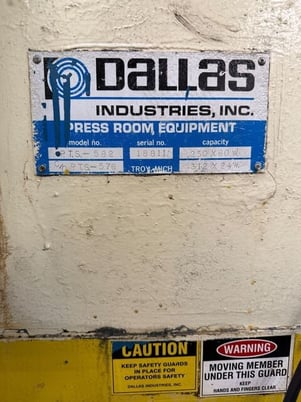 DALLAS
INDUSTRIES, INC.
PRESS ROOM EQUIPMENT
model no. serial no. capacity
TROY, MICH
CAUTION
KEEP SAFETY GUARDS
IN PLACE FOR
OPERATORS SAFETY
DALLAS INDUSTRIES, INC.
WARNING
MOVING MEMBER
UNDER THIS GUARD
KEEP
HANDS AND FINGERS CLEAR